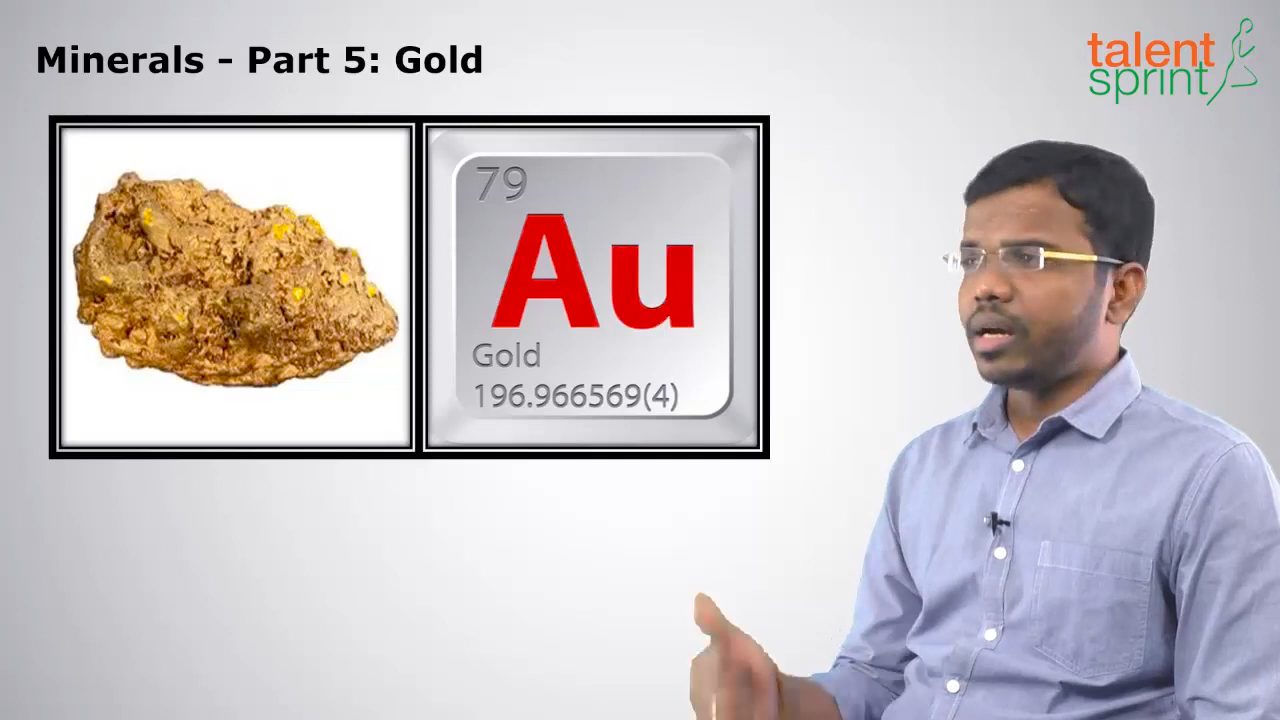 Minerals - Part 5: Gold
talent
sprint
79
Au
Gold
196.966569(4)